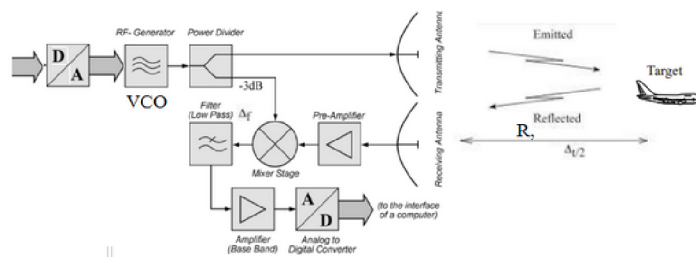 RF- Generator
Power Divider
D
A
VCO
-3dB
Transmitting Antenna
Emitted
Target
Reflected
R,
Δt/2
Filter
(Low Pass)
Δf
Pre-Amplifier
Mixer Stage
Receiving Antenna
A
D
(to the interface
of a computer)
Amplifier
(Base Band)
Analog to
Digital Converter